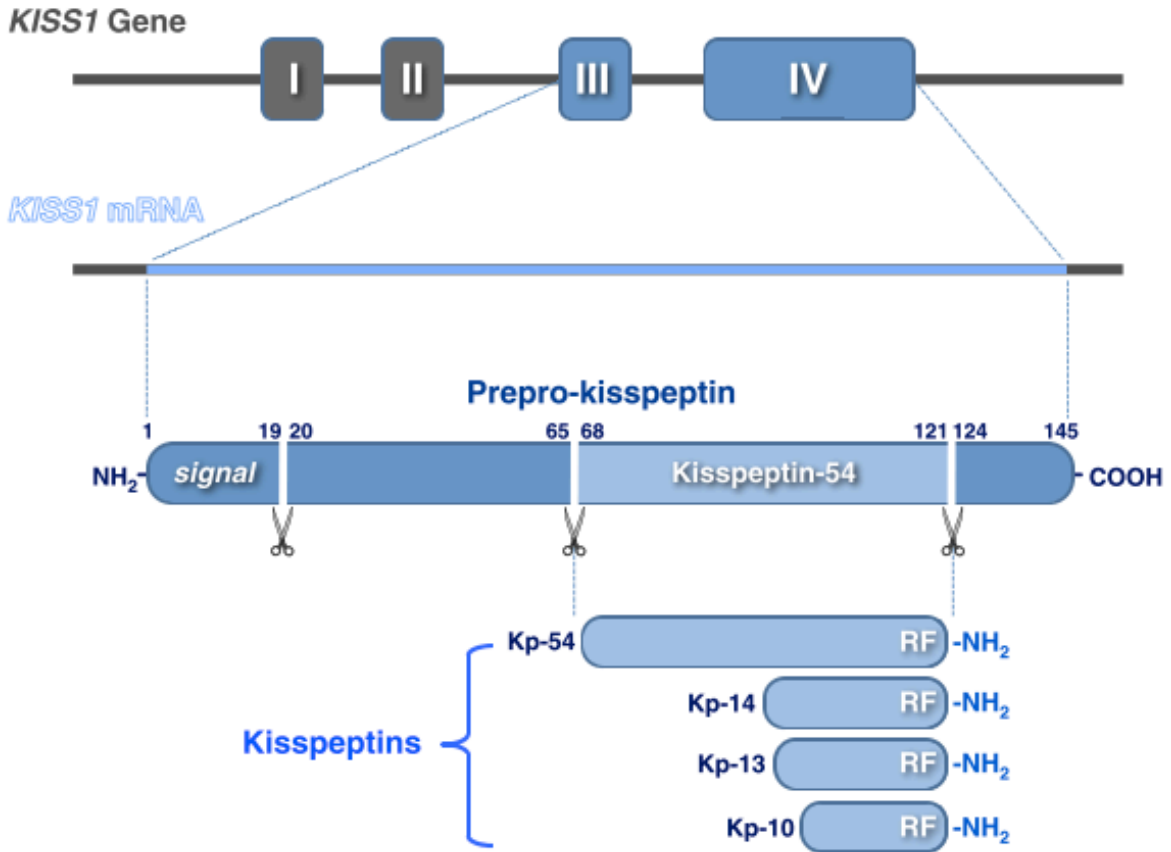 KISS1 Gene
I II III IV
KISS1 mRNA
Prepro-kisspeptin
1 19 20 65 68 121 124 145
NH₂- signal Kisspeptin-54 - COOH
Kp-54 RF -NH₂
Kp-14 RF -NH₂
Kisspeptins
Kp-13 RF -NH₂
Kp-10 RF -NH₂